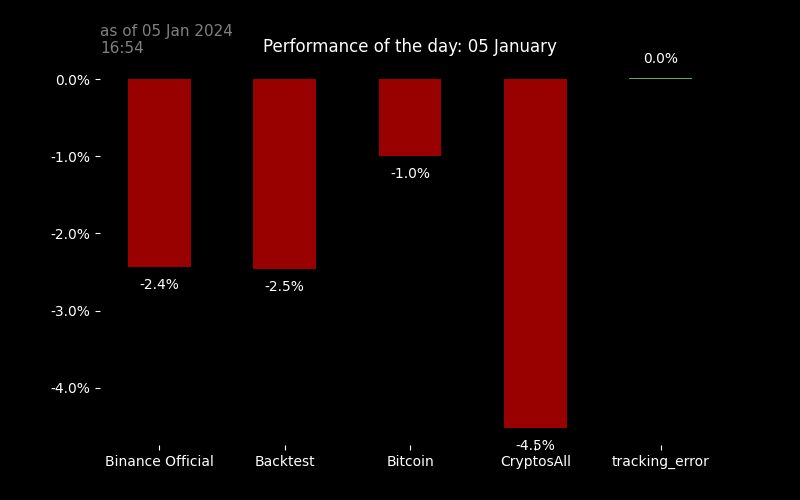 as of 05 Jan 2024
16:54
Performance of the day: 05 January
0.0%
0.0%
-1.0%
-1.0%
-2.0%
-2.4%
-2.5%
-3.0%
-4.0%
-4.5%
Binance Official
Backtest
Bitcoin
CryptosAll
tracking_error